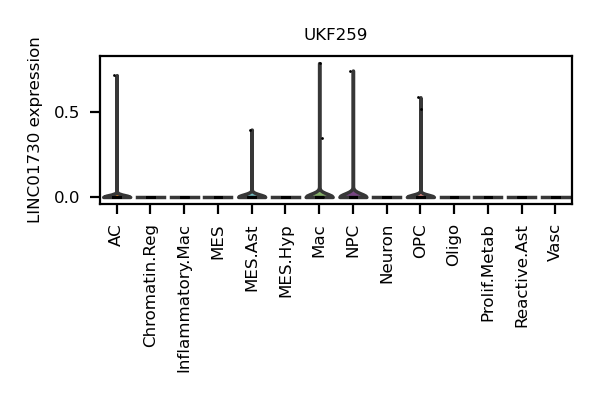 UKF259
LINC01730 expression
0.5
0.0
AC
Chromatin.Reg
Inflammatory.Mac
MES
MES.Ast
MES.Hyp
Mac
NPC
Neuron
OPC
Oligo
Prolif.Metab
Reactive.Ast
Vasc